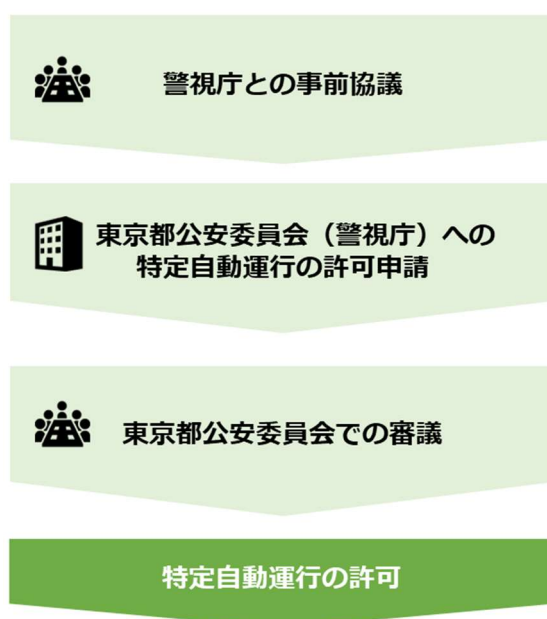 警視庁との事前協議
東京都公安委員会（警視庁）への
特定自動運行の許可申請
東京都公安委員会での審議
特定自動運行の許可